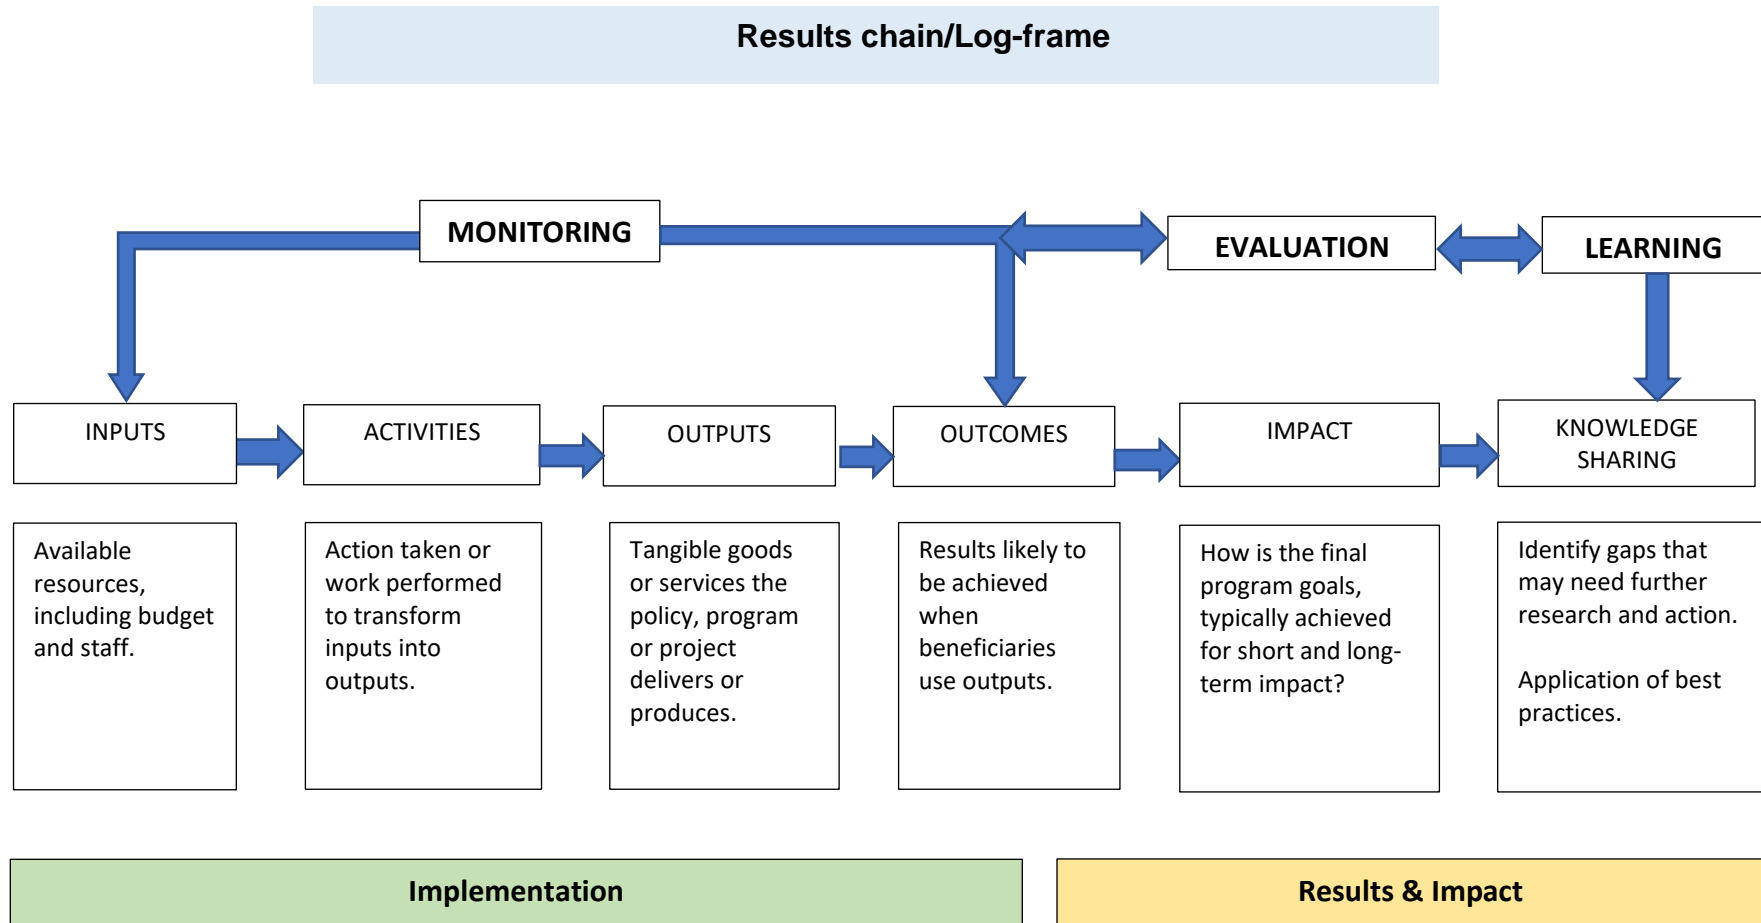 Results chain/Log-frame
MONITORING
EVALUATION
LEARNING
INPUTS
ACTIVITIES
OUTPUTS
OUTCOMES
IMPACT
KNOWLEDGE
SHARING
Available
resources,
including budget
and staff.
Action taken or
work performed
to transform
inputs into
outputs.
Tangible goods
or services the
policy, program
or project
delivers or
produces.
Results likely to
be achieved
when
beneficiaries
use outputs.
How is the final
program goals,
typically achieved
for short and long-
term impact?
Identify gaps that
may need further
research and action.
Application of best
practices.
Implementation
Results & Impact